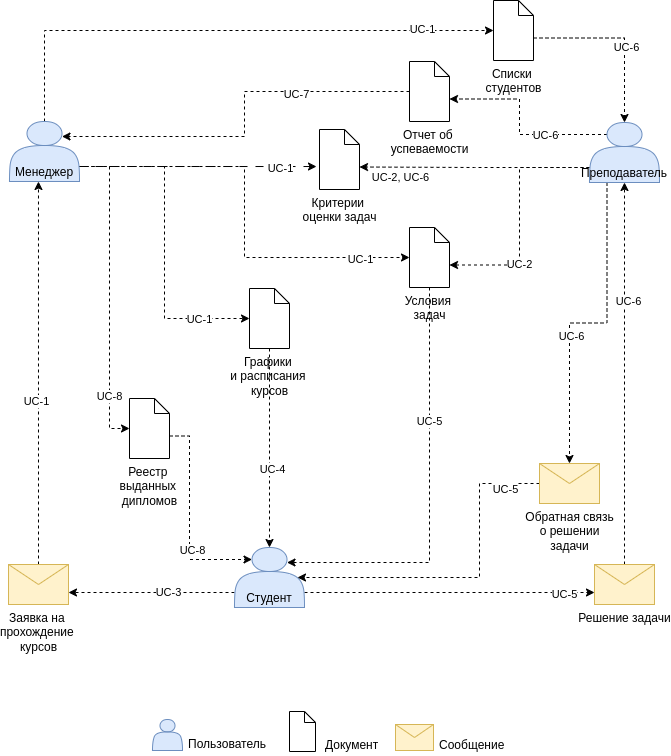 UC-1
UC-6
Списки
студентов
UC-7
Отчет об
успеваемости
UC-6
Менеджер
UC-1
UC-2, UC-6
Преподаватель
Критерии
оценки задач
UC-1
UC-2
Условия
задач
UC-1
UC-6
UC-6
Графики
и расписания
курсов
UC-8
UC-1
UC-5
UC-4
Реестр
выданных
дипломов
UC-5
Обратная связь
о решении
задачи
UC-8
UC-3
Студент
UC-5
Заявка на
прохождение
курсов
Решение задачи
Пользователь
Документ
Сообщение